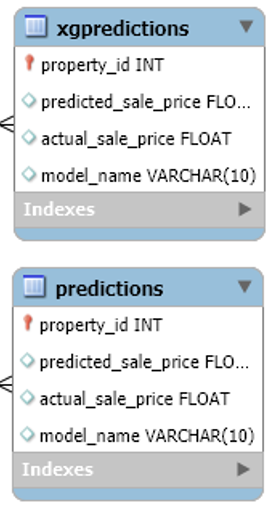 xgpredictions
property_id INT
predicted_sale_price FLO...
actual_sale_price FLOAT
model_name VARCHAR(10)
Indexes
predictions
property_id INT
predicted_sale_price FLO...
actual_sale_price FLOAT
model_name VARCHAR(10)
Indexes